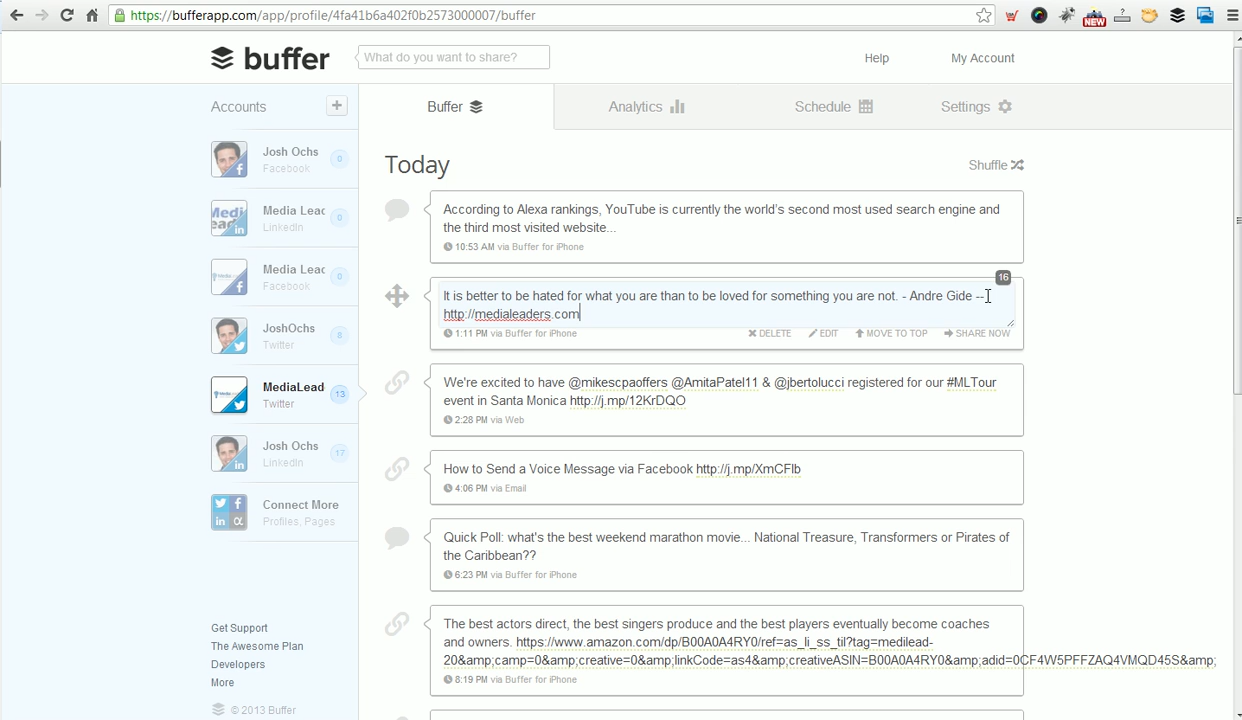 https://bufferapp.com/app/profile/4fa41b6a402f0b2573000007/buffer
NEW
buffer
What do you want to share?
Help
My Account
Accounts
+
Buffer
Analytics
Schedule
Settings
Josh Ochs
Facebook
0
Media Lead
LinkedIn
0
Media Lead
Facebook
0
JoshOchs
Twitter
8
MediaLead
Twitter
13
Josh Ochs
LinkedIn
17
Connect More
Profiles, Pages
Get Support
The Awesome Plan
Developers
More
© 2013 Buffer
Today
Shuffle
According to Alexa rankings, YouTube is currently the world's second most used search engine and
the third most visited website...
10:53 AM via Buffer for iPhone
16
It is better to be hated for what you are than to be loved for something you are not. - Andre Gide --
http://medialeaders.com
1:11 PM via Buffer for iPhone
DELETE
EDIT
MOVE TO TOP
SHARE NOW
We're excited to have @mikescpaoffers @AmitaPatel11 & @jbertolucci registered for our #MLTour
event in Santa Monica http://j.mp/12KrDQO
2:28 PM via Web
How to Send a Voice Message via Facebook http://j.mp/XmCFlb
4:06 PM via Email
Quick Poll: what's the best weekend marathon movie... National Treasure, Transformers or Pirates of
the Caribbean??
6:23 PM via Buffer for iPhone
The best actors direct, the best singers produce and the best players eventually become coaches
and owners. https://www.amazon.com/dp/B00A0A4RY0/ref=as_li_ss_til?tag=medilead-
20&amp;camp=0&amp;creative=0&amp;linkCode=as4&amp;creativeASIN=B00A0A4RY0&amp;adid=0CF4W5PFFZAQ4VMQD45S&amp;
8:19 PM via Buffer for iPhone